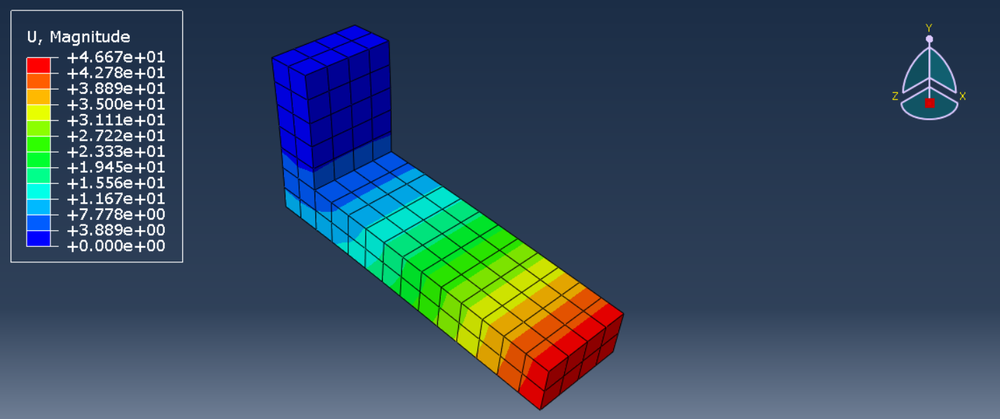 U, Magnitude
+4.667e+01
+4.278e+01
+3.889e+01
+3.500e+01
+3.111e+01
+2.722e+01
+2.333e+01
+1.945e+01
+1.556e+01
+1.167e+01
+7.778e+00
+3.889e+00
+0.000e+00
Y
Z
X